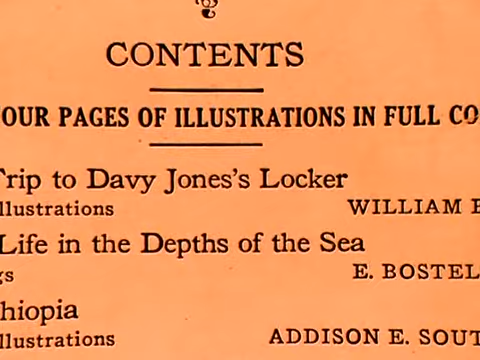 CONTENTS
OUR PAGES OF ILLUSTRATIONS IN FULL CO
Trip to Davy Jones's Locker
llustrations WILLIAM B
Life in the Depths of the Sea
gs E. BOSTEL
hiopia
llustrations ADDISON E. SOUT